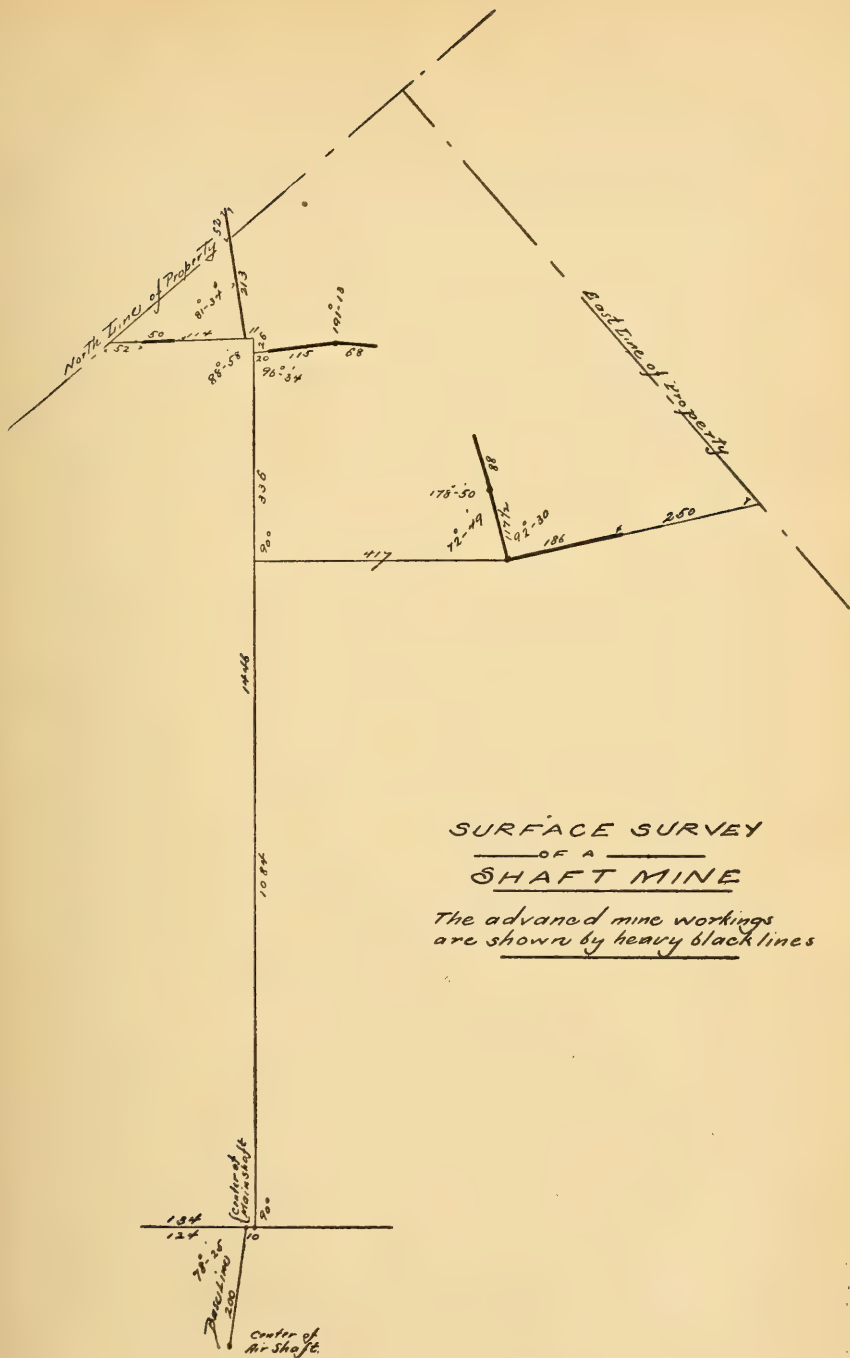 52
North Line of Property
213
81°-34'
50
114
52
11
26
20
88°-58'
96°-34'
115
191°-13
68
East Line of Property
336
90°
417
88
178°-50
117½
72°-49
92°-30
186
250
1446
1084
SURFACE SURVEY
OF A
SHAFT MINE
The advanced mine workings
are shown by heavy black lines
Center of
Main Shaft
90°
134
124
10
78°-25
Base Line
200
Center of
Air Shaft.